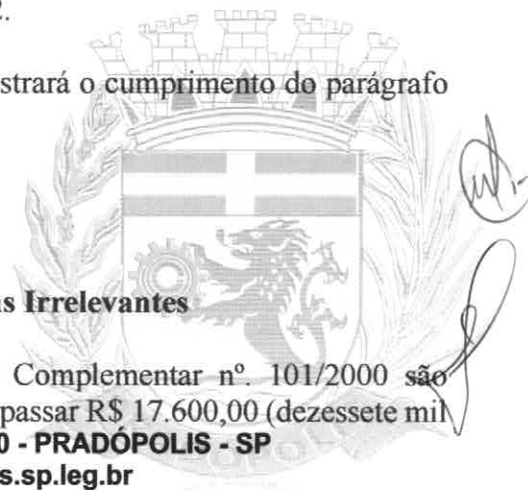 2.
strará o cumprimento do parágrafo
as Irrelevantes
Complementar nº. 101/2000 são
passar R$ 17.600,00 (dezessete mil
0 - PRADÓPOLIS - SP
s.sp.leg.br